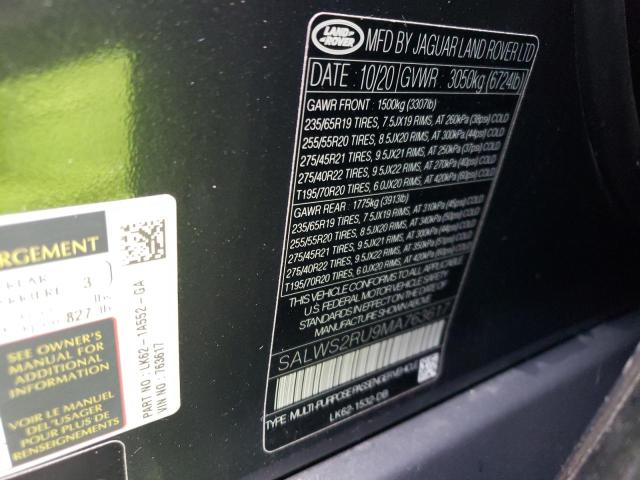 LAND
ROVER
MFD BY JAGUAR LAND ROVER LTD
DATE : 10/20 GVWR : 3050kg (6724lb)
GAWR FRONT : 1500kg (3307lb)
235/65R19 TIRES, 7.5JX19 RIMS, AT 260kPa (38psi) COLD
255/55R20 TIRES, 8.5JX20 RIMS, AT 300kPa (44psi) COLD
275/45R21 TIRES, 9.5JX21 RIMS, AT 250kPa (37psi) COLD
275/40R22 TIRES, 9.5JX22 RIMS, AT 270kPa (40psi) COLD
T195/70R20 TIRES, 6.0JX20 RIMS, AT 420kPa (60psi) COLD
GAWR REAR : 1775kg (3913lb)
235/65R19 TIRES, 7.5JX19 RIMS, AT 310kPa (45psi) COLD
255/55R20 TIRES, 8.5JX20 RIMS, AT 340kPa (50psi) COLD
275/45R21 TIRES, 9.5JX21 RIMS, AT 300kPa (44psi) COLD
275/40R22 TIRES, 9.5JX22 RIMS, AT 350kPa (51psi) COLD
T195/70R20 TIRES, 6.0JX20 RIMS, AT 420kPa (60psi) COLD
THIS VEHICLE CONFORMS TO ALL APPLICABLE
U.S. FEDERAL MOTOR VEHICLE SAFETY
STANDARDS IN EFFECT ON THE DATE OF
MANUFACTURE SHOWN ABOVE.
SALWS2RU9MA763617
TYPE: MULTI-PURPOSE PASSENGER VEHICLE
LK62-1532-DB
RGEMENT
REAR
RRIERE 3
lbs
827 lb
SEE OWNER'S
MANUAL FOR
ADDITIONAL
INFORMATION
VOIR LE MANUEL
DE L'USAGER
POUR PLUS DE
RENSEIGNEMENTS
PART NO : LK62-1A552-GA
VIN NO : 763617